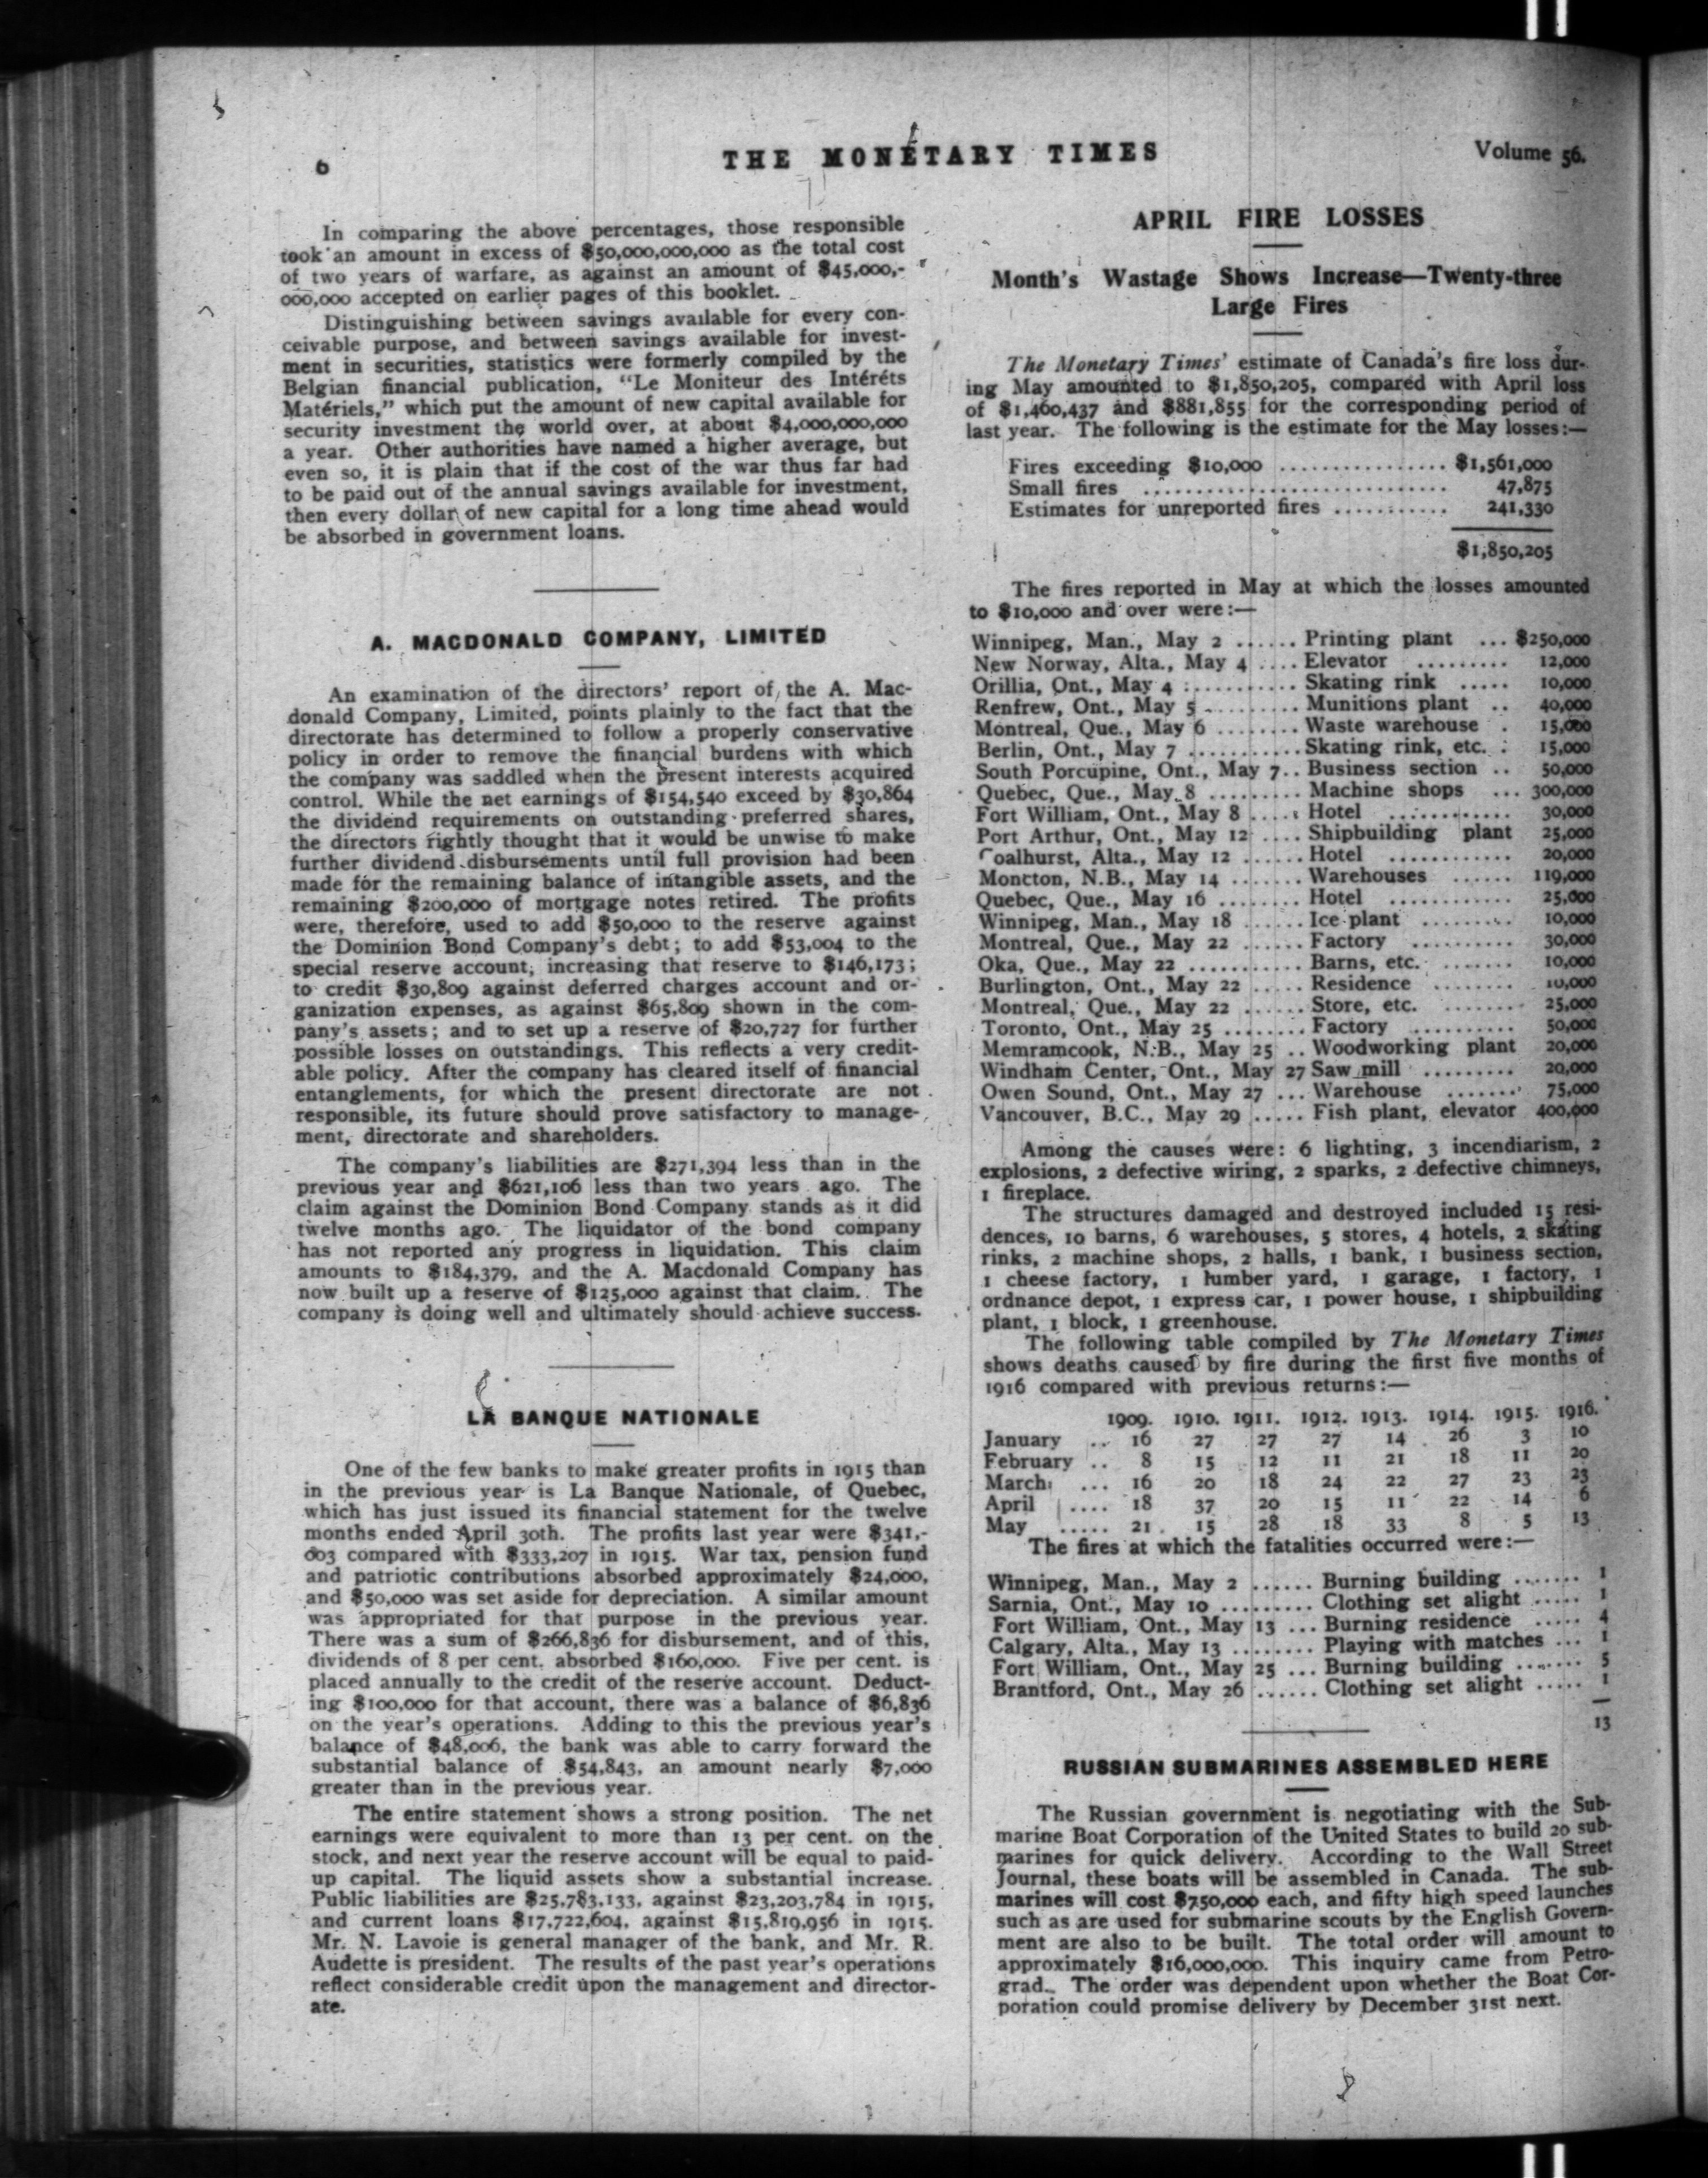 6
THE MONETARY TIMES
Volume 56.
In comparing the above percentages, those responsible
took an amount in excess of $50,000,000,000 as the total cost
of two years of warfare, as against an amount of $45,000,-
000,000 accepted on earlier pages of this booklet.
Distinguishing between savings available for every con-
ceivable purpose, and between savings available for invest-
ment in securities, statistics were formerly compiled by the
Belgian financial publication, "Le Moniteur des Intéréts
Matériels," which put the amount of new capital available for
security investment the world over, at about $4,000,000,000
a year. Other authorities have named a higher average, but
even so, it is plain that if the cost of the war thus far had
to be paid out of the annual savings available for investment,
then every dollar of new capital for a long time ahead would
be absorbed in government loans.
A. MACDONALD COMPANY, LIMITED
An examination of the directors' report of the A. Mac-
donald Company, Limited, points plainly to the fact that the
directorate has determined to follow a properly conservative
policy in order to remove the financial burdens with which
the company was saddled when the present interests acquired
control. While the net earnings of $154,540 exceed by $30,864
the dividend requirements on outstanding preferred shares,
the directors rightly thought that it would be unwise to make
further dividend disbursements until full provision had been
made for the remaining balance of intangible assets, and the
remaining $200,000 of mortgage notes retired. The profits
were, therefore, used to add $50,000 to the reserve against
the Dominion Bond Company's debt; to add $53,004 to the
special reserve account, increasing that reserve to $146,173;
to credit $30,809 against deferred charges account and or-
ganization expenses, as against $65,809 shown in the com-
pany's assets; and to set up a reserve of $20,727 for further
possible losses on outstandings. This reflects a very credit-
able policy. After the company has cleared itself of financial
entanglements, for which the present directorate are not
responsible, its future should prove satisfactory to manage-
ment, directorate and shareholders.
The company's liabilities are $271,394 less than in the
previous year and $621,106 less than two years ago. The
claim against the Dominion Bond Company stands as it did
twelve months ago. The liquidator of the bond company
has not reported any progress in liquidation. This claim
amounts to $184,379, and the A. Macdonald Company has
now built up a reserve of $125,000 against that claim. The
company is doing well and ultimately should achieve success.
LA BANQUE NATIONALE
One of the few banks to make greater profits in 1915 than
in the previous year is La Banque Nationale, of Quebec,
which has just issued its financial statement for the twelve
months ended April 30th. The profits last year were $341,-
603 compared with $333,207 in 1915. War tax, pension fund
and patriotic contributions absorbed approximately $24,000,
and $50,000 was set aside for depreciation. A similar amount
was appropriated for that purpose in the previous year.
There was a sum of $266,836 for disbursement, and of this,
dividends of 8 per cent. absorbed $160,000. Five per cent. is
placed annually to the credit of the reserve account. Deduct-
ing $100,000 for that account, there was a balance of $6,836
on the year's operations. Adding to this the previous year's
balance of $48,006, the bank was able to carry forward the
substantial balance of $54,843, an amount nearly $7,000
greater than in the previous year.
The entire statement shows a strong position. The net
earnings were equivalent to more than 13 per cent. on the
stock, and next year the reserve account will be equal to paid-
up capital. The liquid assets show a substantial increase.
Public liabilities are $25,783,133, against $23,203,784 in 1915,
and current loans $17,722,604, against $15,819,956 in 1915.
Mr. N. Lavoie is general manager of the bank, and Mr. R.
Audette is president. The results of the past year's operations
reflect considerable credit upon the management and director-
ate.
APRIL FIRE LOSSES
Month's Wastage Shows Increase—Twenty-three
Large Fires
The Monetary Times' estimate of Canada's fire loss dur-
ing May amounted to $1,850,205, compared with April loss
of $1,460,437 and $881,855 for the corresponding period of
last year. The following is the estimate for the May losses:—
Fires exceeding $10,000 ................ $1,561,000
Small fires ............................. 47,875
Estimates for unreported fires ........... 241,330
$1,850,205
The fires reported in May at which the losses amounted
to $10,000 and over were:—
Winnipeg, Man., May 2 ...... Printing plant ... $250,000
New Norway, Alta., May 4 .... Elevator ......... 12,000
Orillia, Ont., May 4 ........... Skating rink ..... 10,000
Renfrew, Ont., May 5 ......... Munitions plant .. 40,000
Montreal, Que., May 6 ........ Waste warehouse . 15,000
Berlin, Ont., May 7 ........... Skating rink, etc. . 15,000
South Porcupine, Ont., May 7.. Business section .. 50,000
Quebec, Que., May 8 ......... Machine shops ... 300,000
Fort William, Ont., May 8 .... Hotel ............ 30,000
Port Arthur, Ont., May 12 .... Shipbuilding plant 25,000
Coalhurst, Alta., May 12 ...... Hotel ............ 20,000
Moncton, N.B., May 14 ....... Warehouses ...... 119,000
Quebec, Que., May 16 ........ Hotel ............ 25,000
Winnipeg, Man., May 18 ...... Ice plant ......... 10,000
Montreal, Que., May 22 ...... Factory .......... 30,000
Oka, Que., May 22 ........... Barns, etc. ....... 10,000
Burlington, Ont., May 22 ..... Residence ........ 10,000
Montreal, Que., May 22 ...... Store, etc. ........ 25,000
Toronto, Ont., May 25 ........ Factory .......... 50,000
Memramcook, N.B., May 25 .. Woodworking plant 20,000
Windham Center, Ont., May 27 Saw mill ......... 20,000
Owen Sound, Ont., May 27 ... Warehouse ....... 75,000
Vancouver, B.C., May 29 ..... Fish plant, elevator 400,000
Among the causes were: 6 lighting, 3 incendiarism, 2
explosions, 2 defective wiring, 2 sparks, 2 defective chimneys,
1 fireplace.
The structures damaged and destroyed included 15 resi-
dences, 10 barns, 6 warehouses, 5 stores, 4 hotels, 2 skating
rinks, 2 machine shops, 2 halls, 1 bank, 1 business section,
1 cheese factory, 1 lumber yard, 1 garage, 1 factory, 1
ordnance depot, 1 express car, 1 power house, 1 shipbuilding
plant, 1 block, 1 greenhouse.
The following table compiled by The Monetary Times
shows deaths caused by fire during the first five months of
1916 compared with previous returns:—
1909. 1910. 1911. 1912. 1913. 1914. 1915. 1916.
January .. 16 27 27 27 14 26 3 10
February .. 8 15 12 11 21 18 11 20
March ... 16 20 18 24 22 27 23 23
April .... 18 37 20 15 11 22 14 6
May ..... 21 15 28 18 33 8 5 13
The fires at which the fatalities occurred were:—
Winnipeg, Man., May 2 ...... Burning building ....... 1
Sarnia, Ont., May 10 ......... Clothing set alight ..... 1
Fort William, Ont., May 13 ... Burning residence ..... 4
Calgary, Alta., May 13 ........ Playing with matches ... 1
Fort William, Ont., May 25 ... Burning building ....... 5
Brantford, Ont., May 26 ...... Clothing set alight ..... 1
13
RUSSIAN SUBMARINES ASSEMBLED HERE
The Russian government is negotiating with the Sub-
marine Boat Corporation of the United States to build 20 sub-
marines for quick delivery. According to the Wall Street
Journal, these boats will be assembled in Canada. The sub-
marines will cost $750,000 each, and fifty high speed launches
such as are used for submarine scouts by the English Govern-
ment are also to be built. The total order will amount to
approximately $16,000,000. This inquiry came from Petro-
grad. The order was dependent upon whether the Boat Cor-
poration could promise delivery by December 31st next.